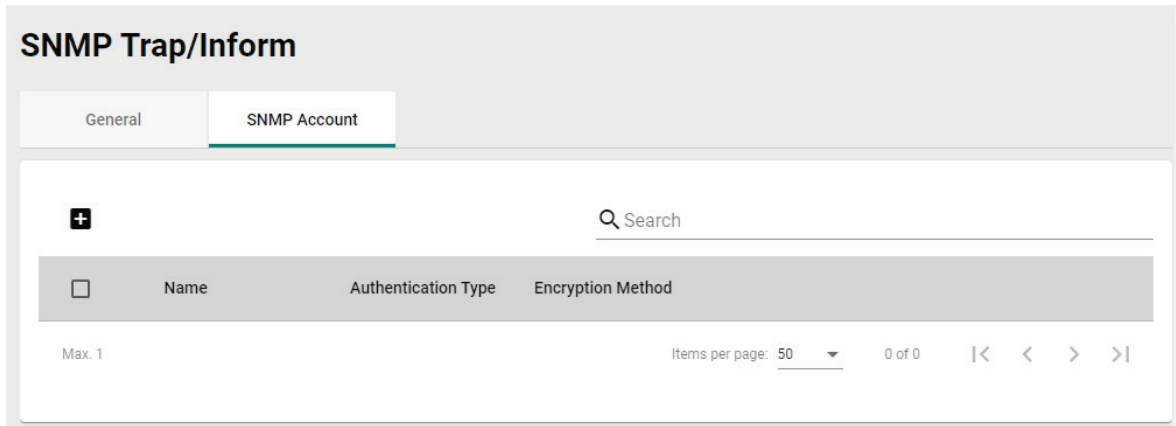 SNMP Trap/Inform
General SNMP Account
Search
Name Authentication Type Encryption Method
Max. 1 Items per page: 50 0 of 0